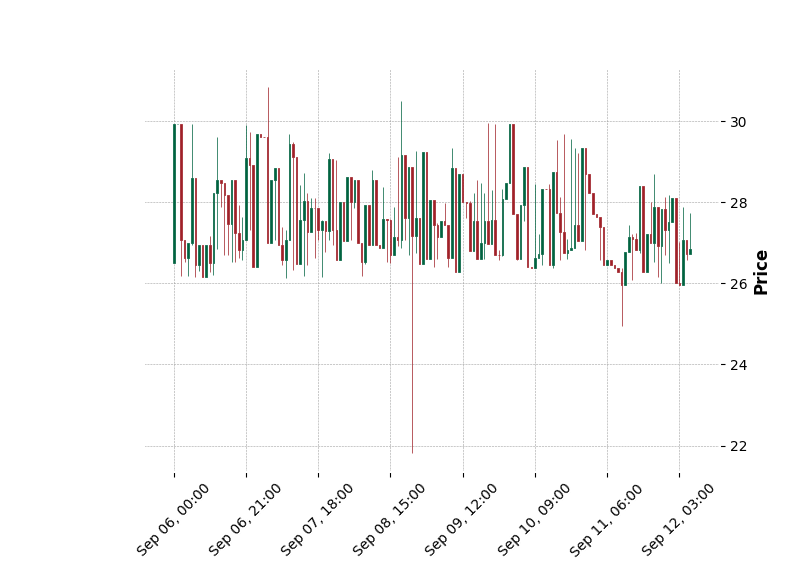 30
28
26
24
22
Price
Sep 06, 00:00
Sep 06, 21:00
Sep 07, 18:00
Sep 08, 15:00
Sep 09, 12:00
Sep 10, 09:00
Sep 11, 06:00
Sep 12, 03:00